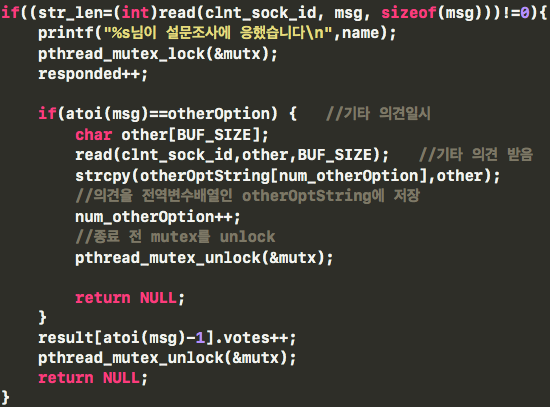 if((str_len=(int)read(clnt_sock_id, msg, sizeof(msg)))!=0){
printf("%s님이 설문조사에 응했습니다\n",name);
pthread_mutex_lock(&mutx);
responded++;
if(atoi(msg)==otherOption) { //기타 의견일시
char other[BUF_SIZE];
read(clnt_sock_id,other,BUF_SIZE); //기타 의견 받음
strcpy(otherOptString[num_otherOption],other);
//의견을 전역변수배열인 otherOptString에 저장
num_otherOption++;
//종료 전 mutex를 unlock
pthread_mutex_unlock(&mutx);
return NULL;
}
result[atoi(msg)-1].votes++;
pthread_mutex_unlock(&mutx);
return NULL;
}